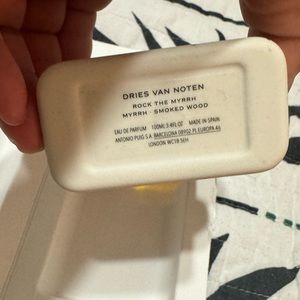 DRIES VAN NOTEN
ROCK THE MYRRH
MYRRH · SMOKED WOOD
EAU DE PARFUM 100ML/3.4FL.OZ MADE IN SPAIN
ANTONIO PUIG S.A. BARCELONA 08902 PL EUROPA 46
LONDON WC1B 5EH